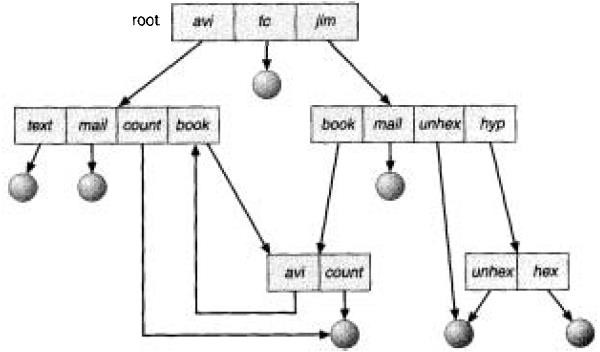 root avi tc jim
text mail count book book mail unhex hyp
avi count unhex hex